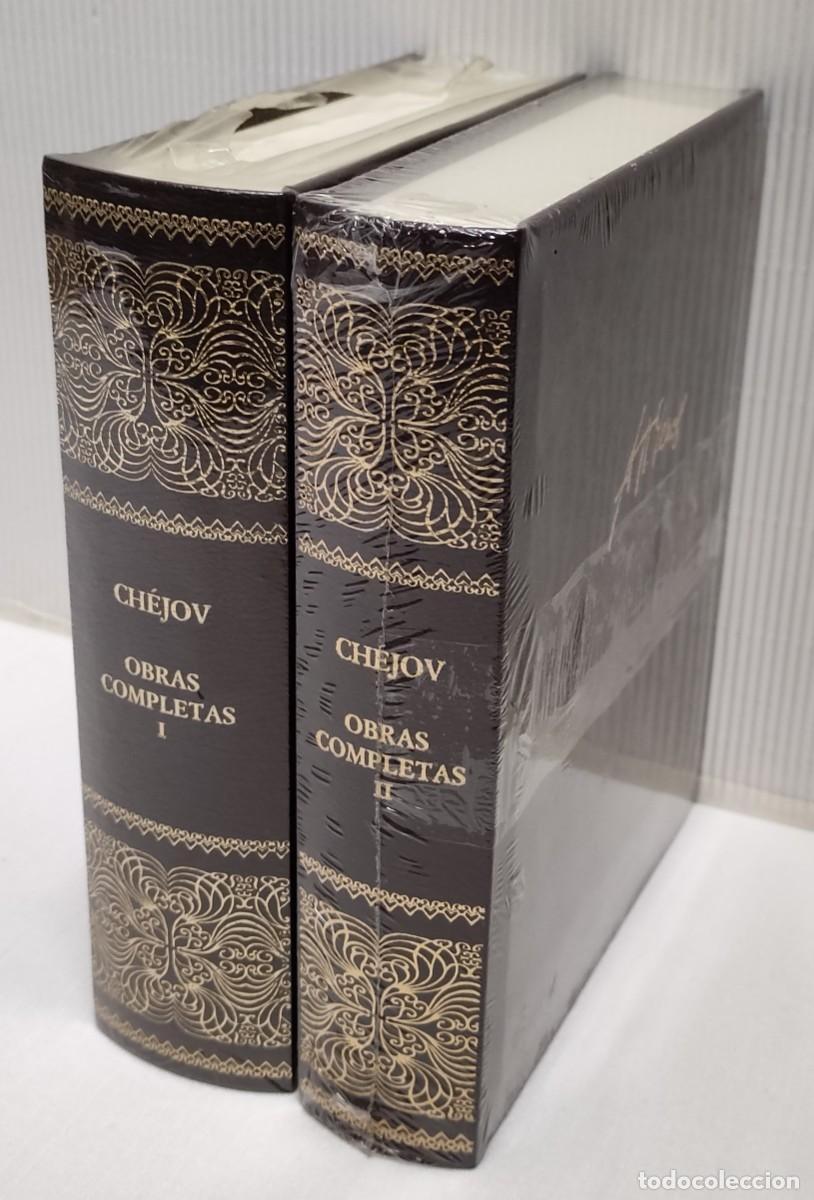 CHÉJOV
OBRAS
COMPLETAS
I
CHÉJOV
OBRAS
COMPLETAS
II
todocoleccion